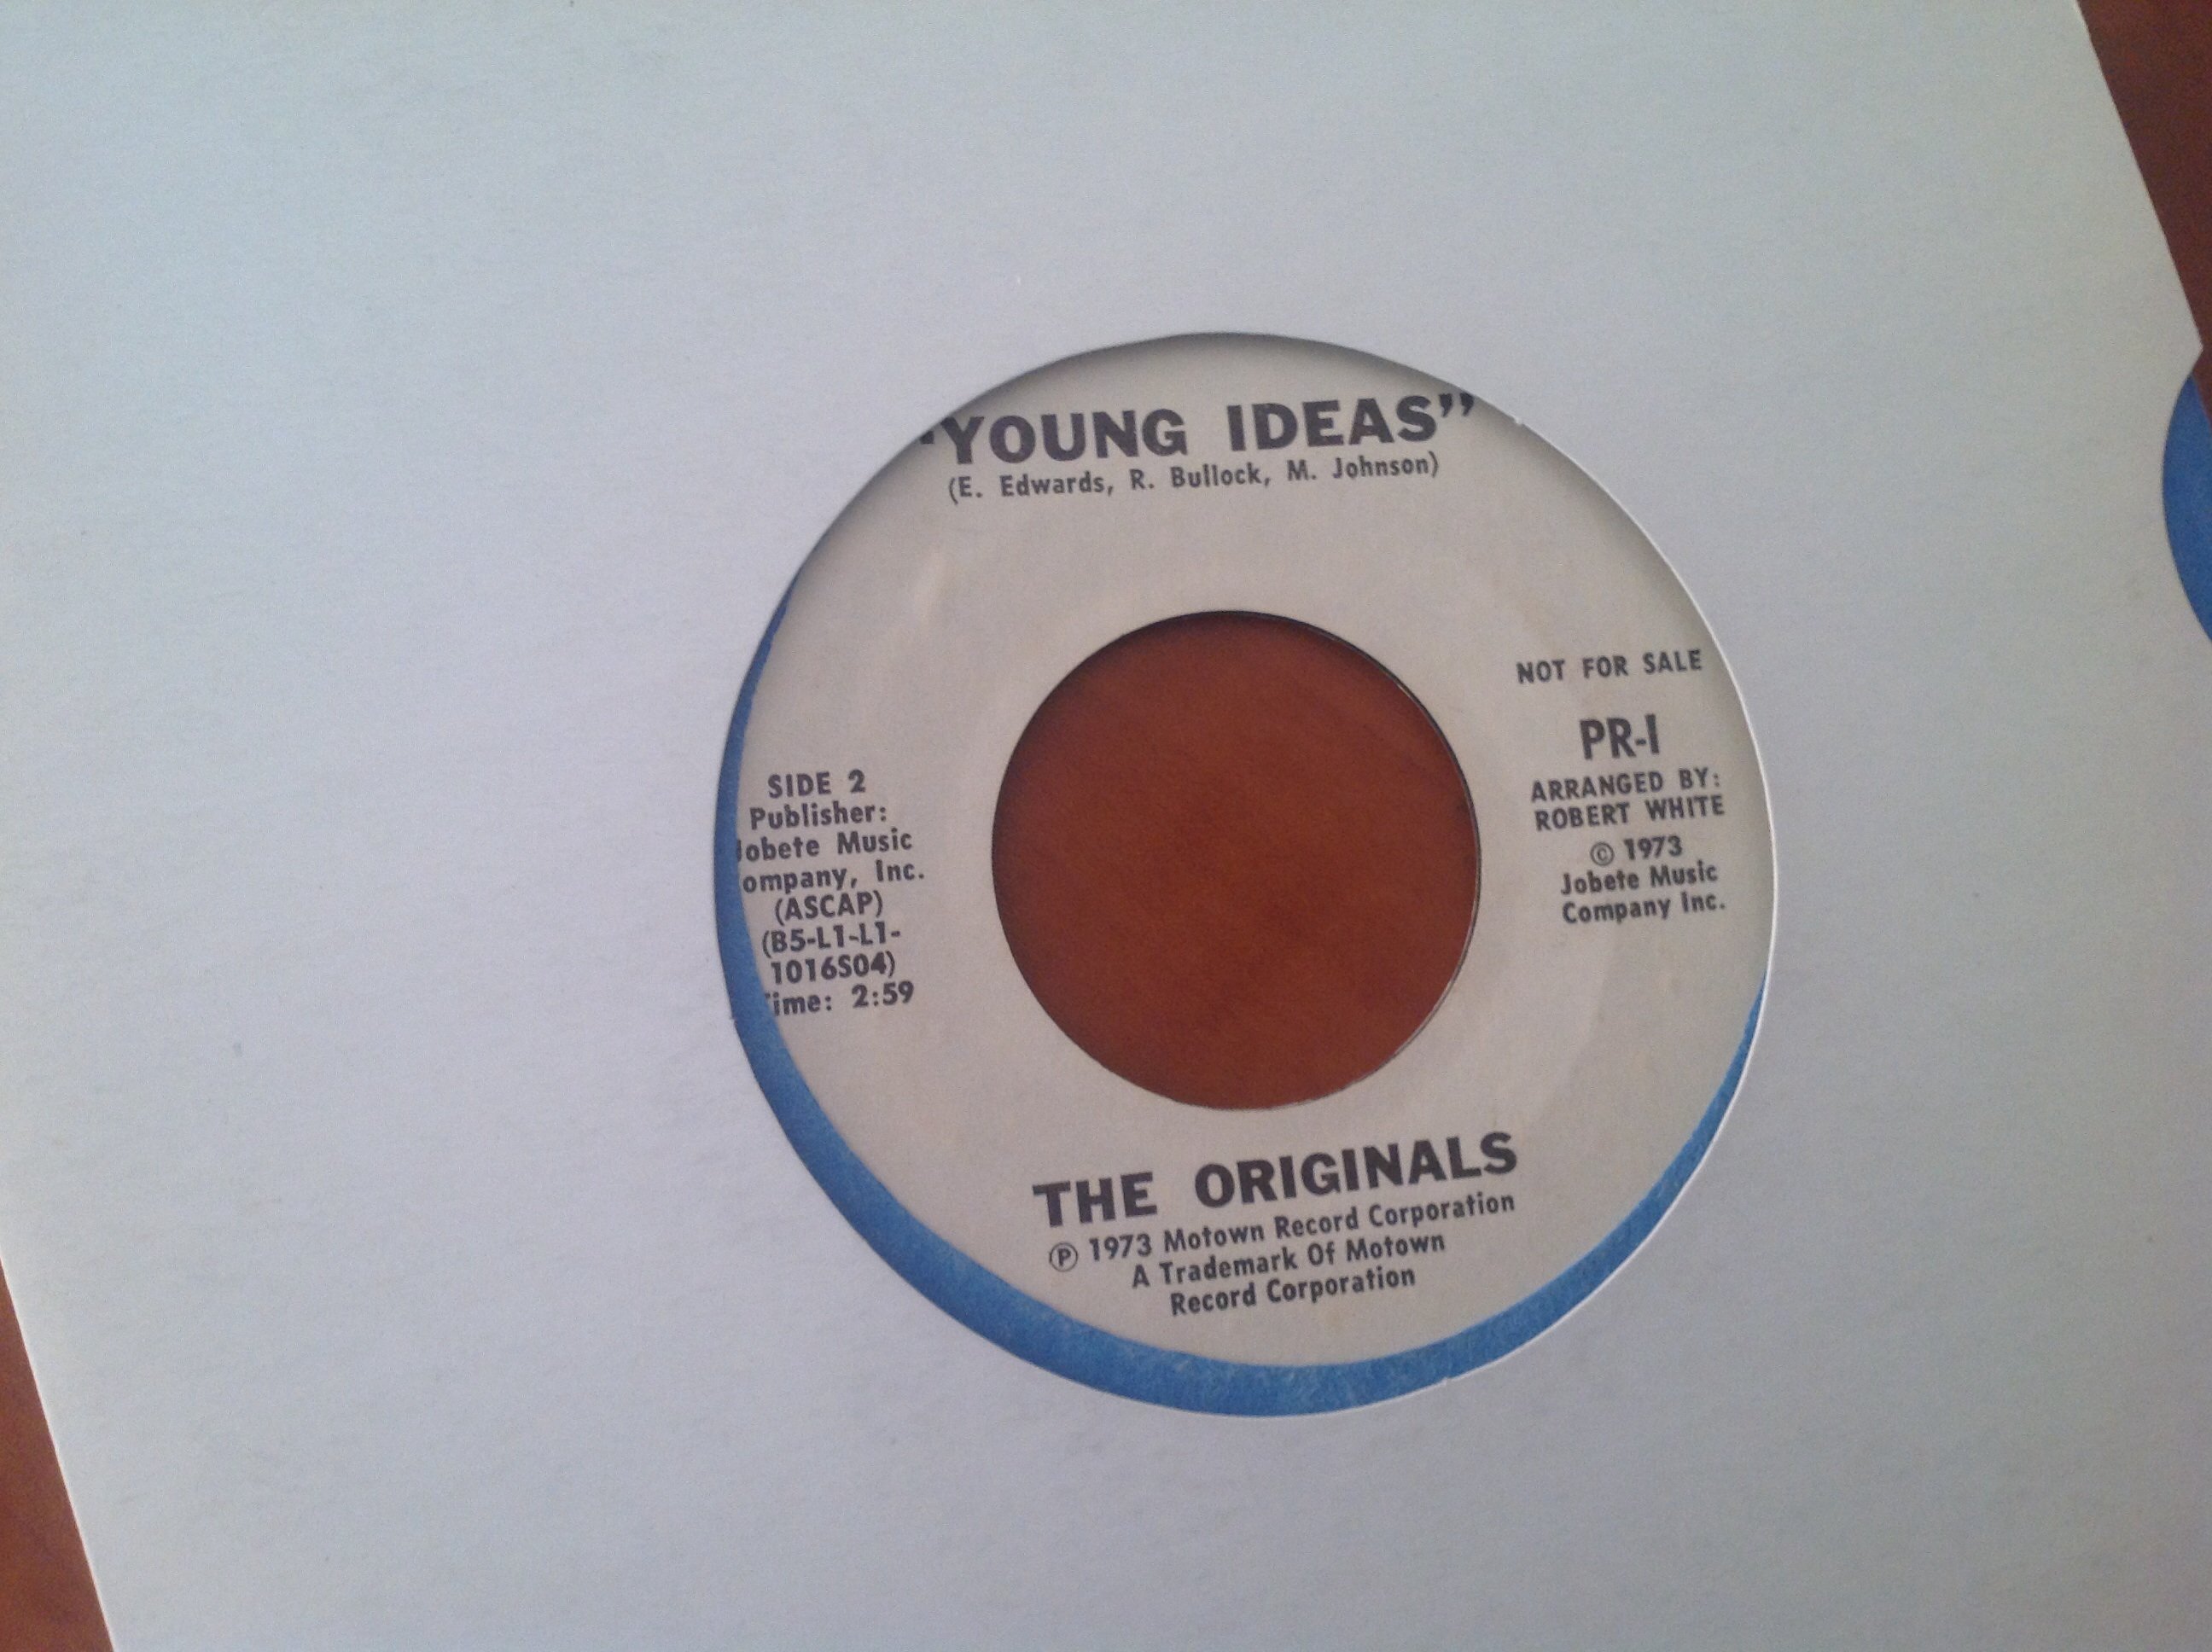 "YOUNG IDEAS"
(E. Edwards, R. Bullock, M. Johnson)
NOT FOR SALE
PR-1
ARRANGED BY:
ROBERT WHITE
© 1973
Jobete Music
Company Inc.
SIDE 2
Publisher:
Jobete Music
ompany, Inc.
(ASCAP)
(B5-L1-L1-
1016S04)
Time: 2:59
THE ORIGINALS
℗ 1973 Motown Record Corporation
A Trademark Of Motown
Record Corporation